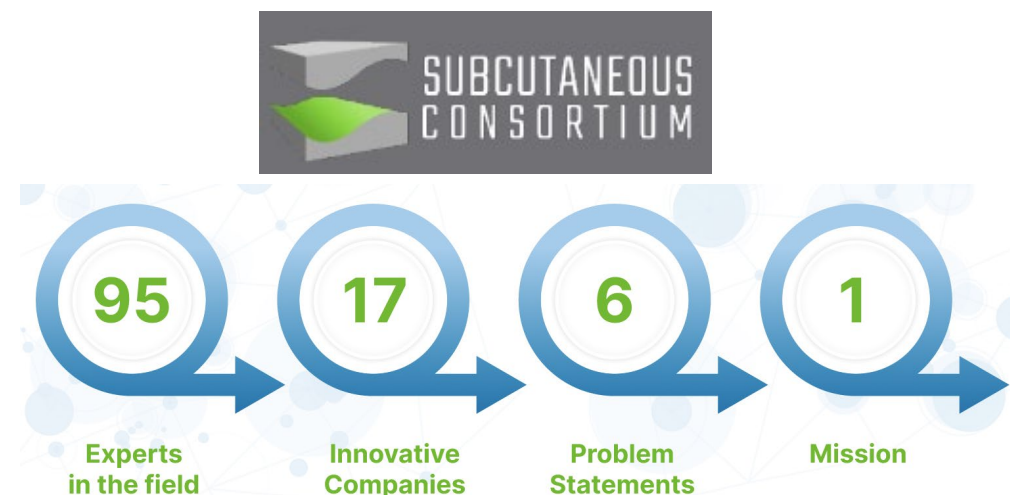 SUBCUTANEOUS
CONSORTIUM
95
17
6
1
Experts
in the field
Innovative
Companies
Problem
Statements
Mission